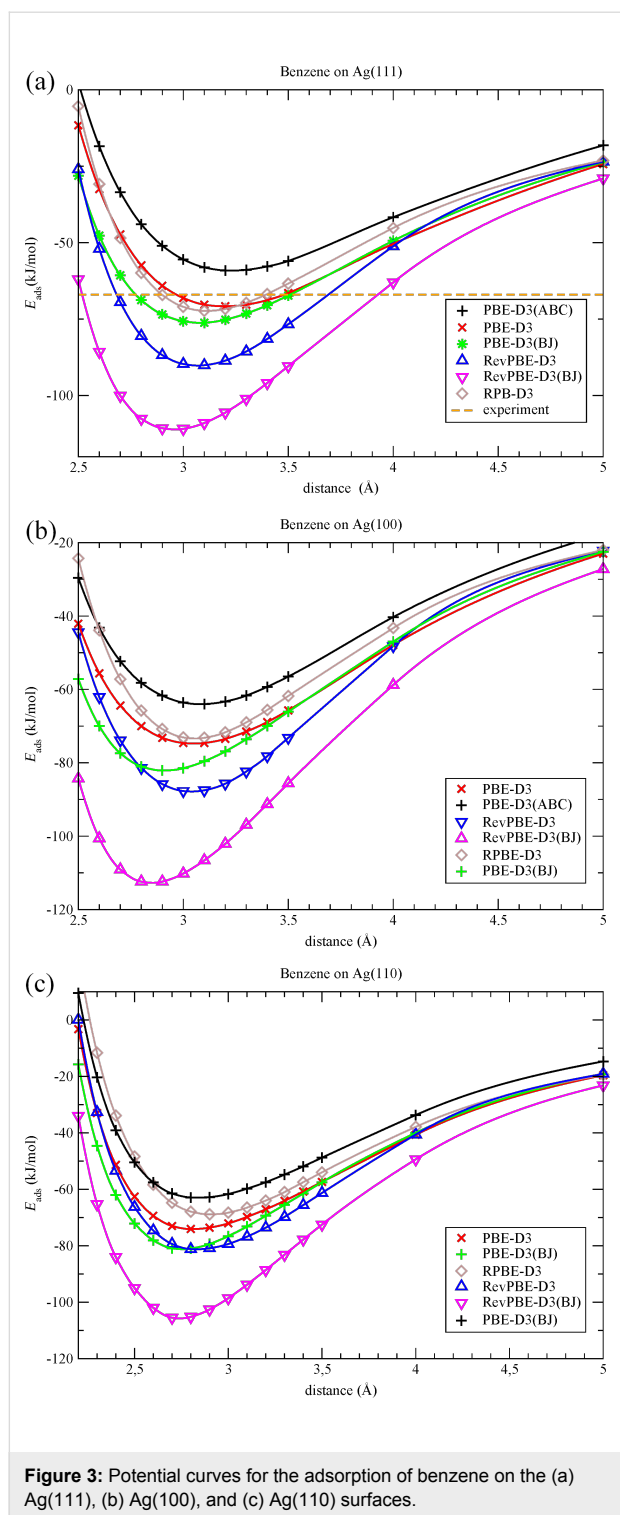 (a)
Benzene on Ag(111)
0
-50
-100
E_ads (kJ/mol)
PBE-D3(ABC)
PBE-D3
PBE-D3(BJ)
RevPBE-D3
RevPBE-D3(BJ)
RPB-D3
experiment
2.5 3 3.5 4 5
distance (Å)
(b)
Benzene on Ag(100)
-20
-40
-60
-80
-100
-120
E_ads (kJ/mol)
PBE-D3
PBE-D3(ABC)
RevPBE-D3
RevPBE-D3(BJ)
RPBE-D3
PBE-D3(BJ)
2.5 3 3.5 4 5
distance (Å)
(c)
Benzene on Ag(110)
0
-20
-40
-60
-80
-100
-120
E_ads (kJ/mol)
PBE-D3
PBE-D3(BJ)
RPBE-D3
RevPBE-D3
RevPBE-D3(BJ)
PBE-D3(BJ)
2,5 3 3,5 4 4,5 5
distance (Å)
Figure 3: Potential curves for the adsorption of benzene on the (a)
Ag(111), (b) Ag(100), and (c) Ag(110) surfaces.